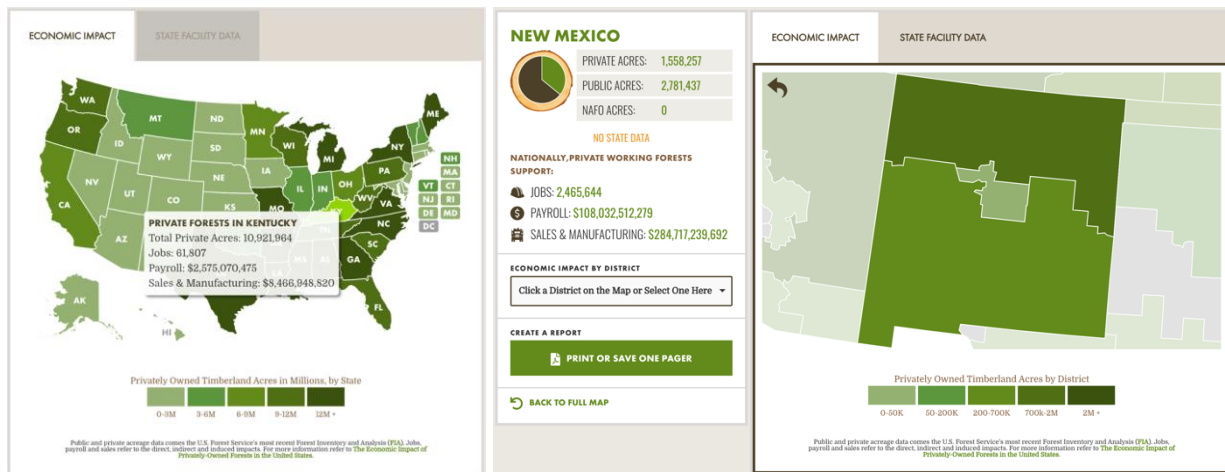 ECONOMIC IMPACT
STATE FACILITY DATA
WA
OR
CA
ID
NV
AZ
MT
WY
UT
CO
ND
SD
NE
KS
MN
IA
MO
WI
IL
MI
IN
OH
KY
WV
PA
NY
ME
VA
NC
SC
GA
FL
AK
HI
NH
MA
VT
CT
NJ
RI
DE
MD
DC
PRIVATE FORESTS IN KENTUCKY
Total Private Acres: 10,921,964
Jobs: 61,807
Payroll: $2,575,070,475
Sales & Manufacturing: $8,466,948,820
Privately Owned Timberland Acres in Millions, by State
0-3M 3-6M 6-9M 9-12M 12M +
Public and private acreage data comes the U.S. Forest Service's most recent Forest Inventory and Analysis (FIA). Jobs,
payroll and sales refer to the direct, indirect and induced impacts. For more information refer to The Economic Impact of
Privately-Owned Forests in the United States.
NEW MEXICO
PRIVATE ACRES: 1,558,257
PUBLIC ACRES: 2,781,437
NAFO ACRES: 0
NO STATE DATA
NATIONALLY,PRIVATE WORKING FORESTS
SUPPORT:
JOBS: 2,465,644
PAYROLL: $108,032,512,279
SALES & MANUFACTURING: $284,717,239,692
ECONOMIC IMPACT BY DISTRICT
Click a District on the Map or Select One Here
CREATE A REPORT
PRINT OR SAVE ONE PAGER
BACK TO FULL MAP
ECONOMIC IMPACT
STATE FACILITY DATA
Privately Owned Timberland Acres by District
0-50K 50-200K 200-700K 700k-2M 2M +
Public and private acreage data comes the U.S. Forest Service's most recent Forest Inventory and Analysis (FIA). Jobs,
payroll and sales refer to the direct, indirect and induced impacts. For more information refer to The Economic Impact of
Privately-Owned Forests in the United States.